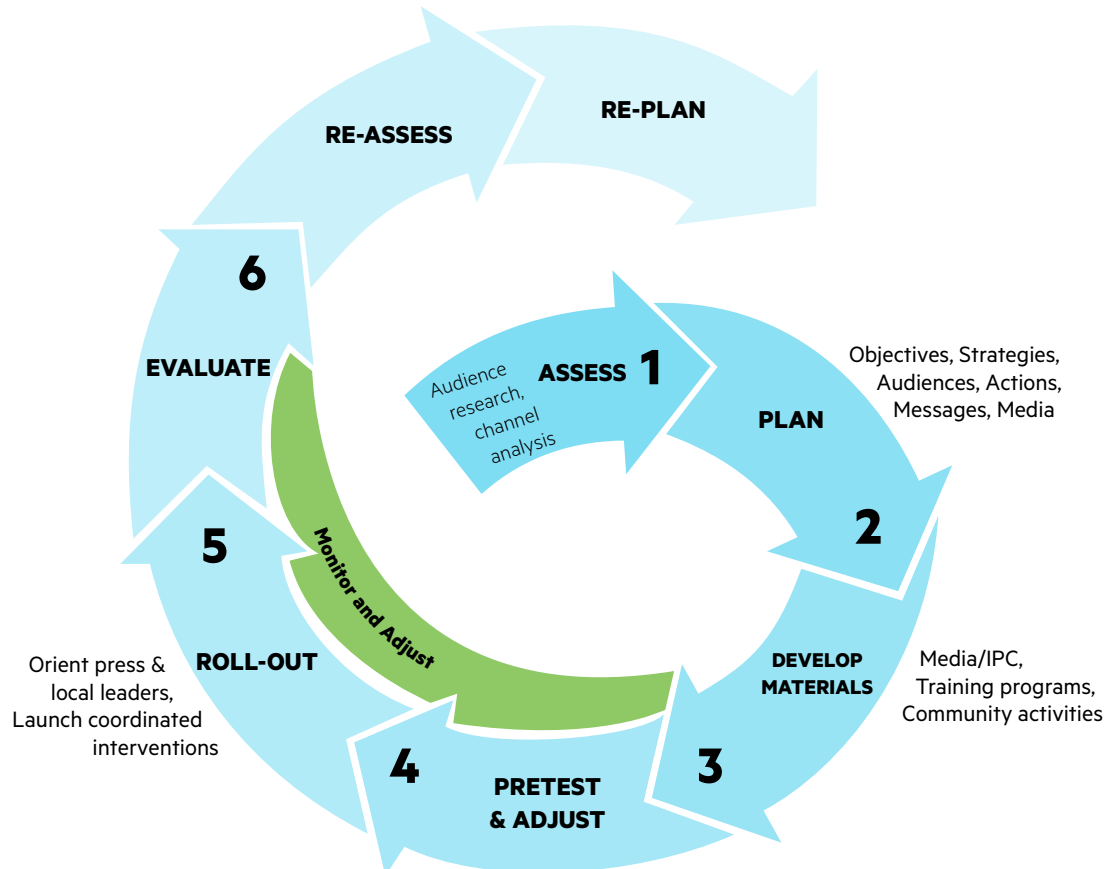 1
ASSESS
Audience
research,
channel
analysis
2
PLAN
Objectives, Strategies,
Audiences, Actions,
Messages, Media
3
DEVELOP
MATERIALS
Media/IPC,
Training programs,
Community activities
4
PRETEST
& ADJUST
5
ROLL-OUT
Orient press &
local leaders,
Launch coordinated
interventions
Monitor and Adjust
6
EVALUATE
RE-ASSESS
RE-PLAN